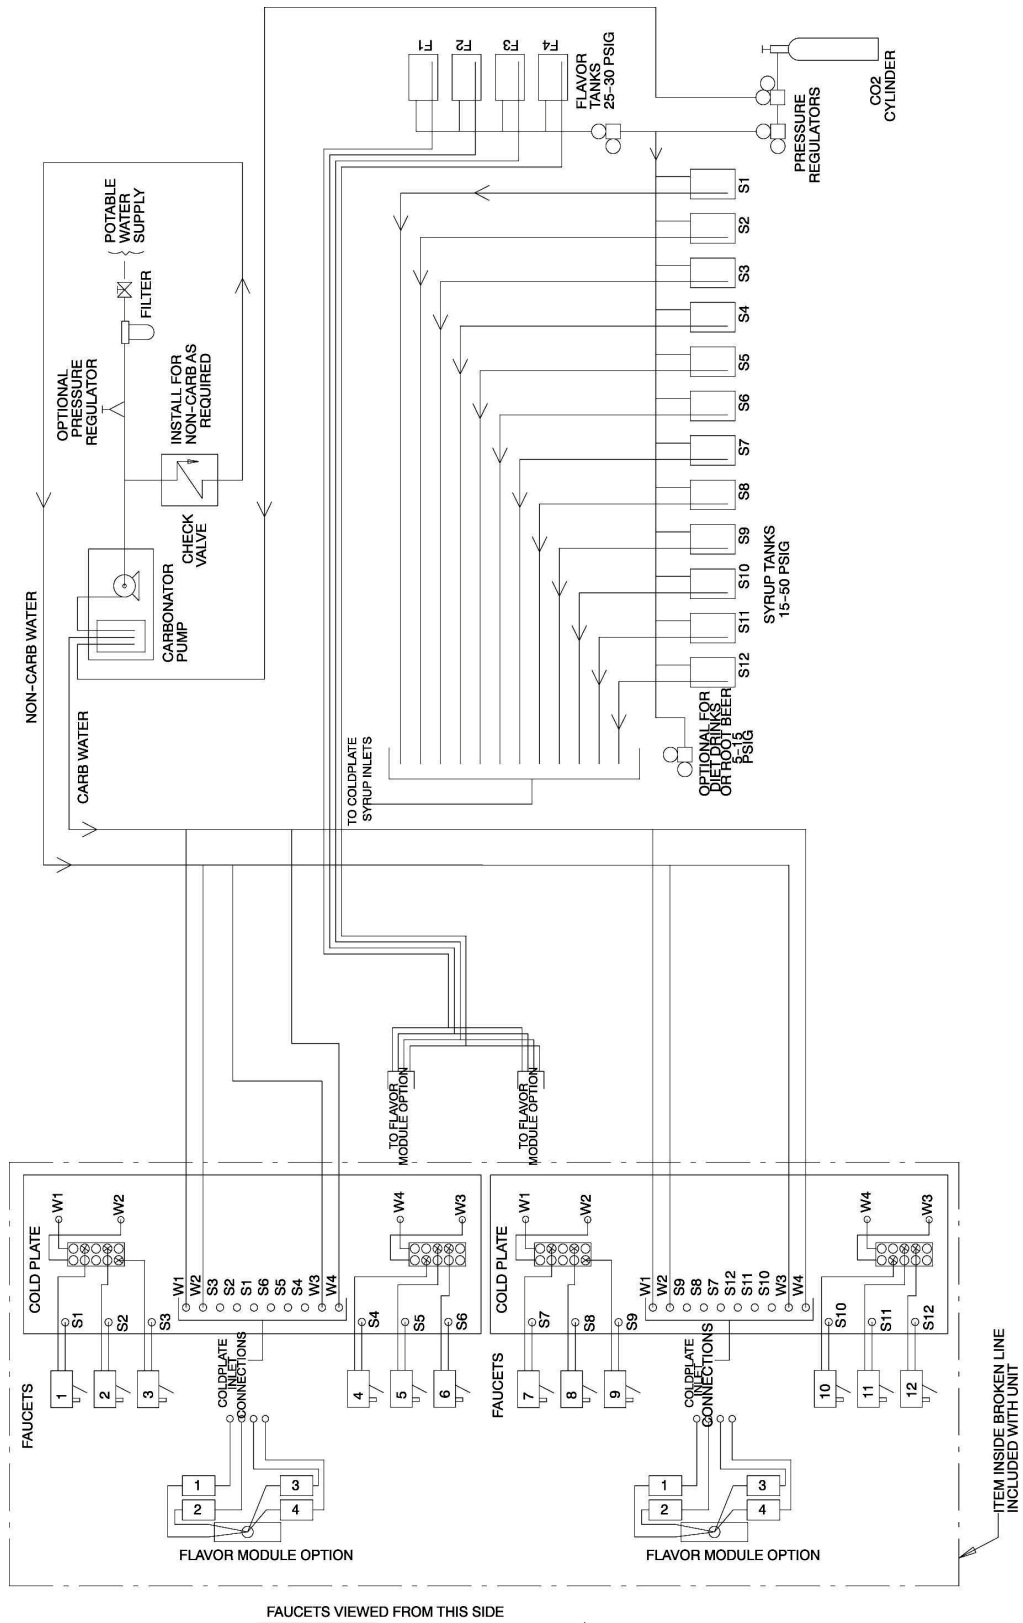 F1
F2
F3
F4
FLAVOR
TANKS
25-30 PSIG
CO2
CYLINDER
PRESSURE
REGULATORS
POTABLE
WATER
SUPPLY
FILTER
OPTIONAL
PRESSURE
REGULATOR
INSTALL FOR
NON-CARB AS
REQUIRED
CHECK
VALVE
CARBONATOR
PUMP
NON-CARB WATER
CARB WATER
S1
S2
S3
S4
S5
S6
S7
S8
S9
S10
S11
S12
SYRUP TANKS
15-50 PSIG
OPTIONAL FOR
DIET DRINKS
OR ROOT BEER
5-15
PSIG
TO COLDPLATE
SYRUP INLETS
TO FLAVOR
MODULE OPTION
TO FLAVOR
MODULE OPTION
COLD PLATE
W1
W2
W4
W3
W1
W2
S3
S2
S1
S6
S5
S4
W3
W4
S1
S2
S3
S4
S5
S6
COLD PLATE
W1
W2
W4
W3
W1
W2
S9
S8
S7
S12
S11
S10
W3
W4
S7
S8
S9
S10
S11
S12
FAUCETS
1
2
3
COLDPLATE
INLET
CONNECTIONS
4
5
6
FAUCETS
7
8
9
COLDPLATE
INLET
CONNECTIONS
10
11
12
1
2
3
4
FLAVOR MODULE OPTION
1
2
3
4
FLAVOR MODULE OPTION
ITEM INSIDE BROKEN LINE
INCLUDED WITH UNIT
FAUCETS VIEWED FROM THIS SIDE